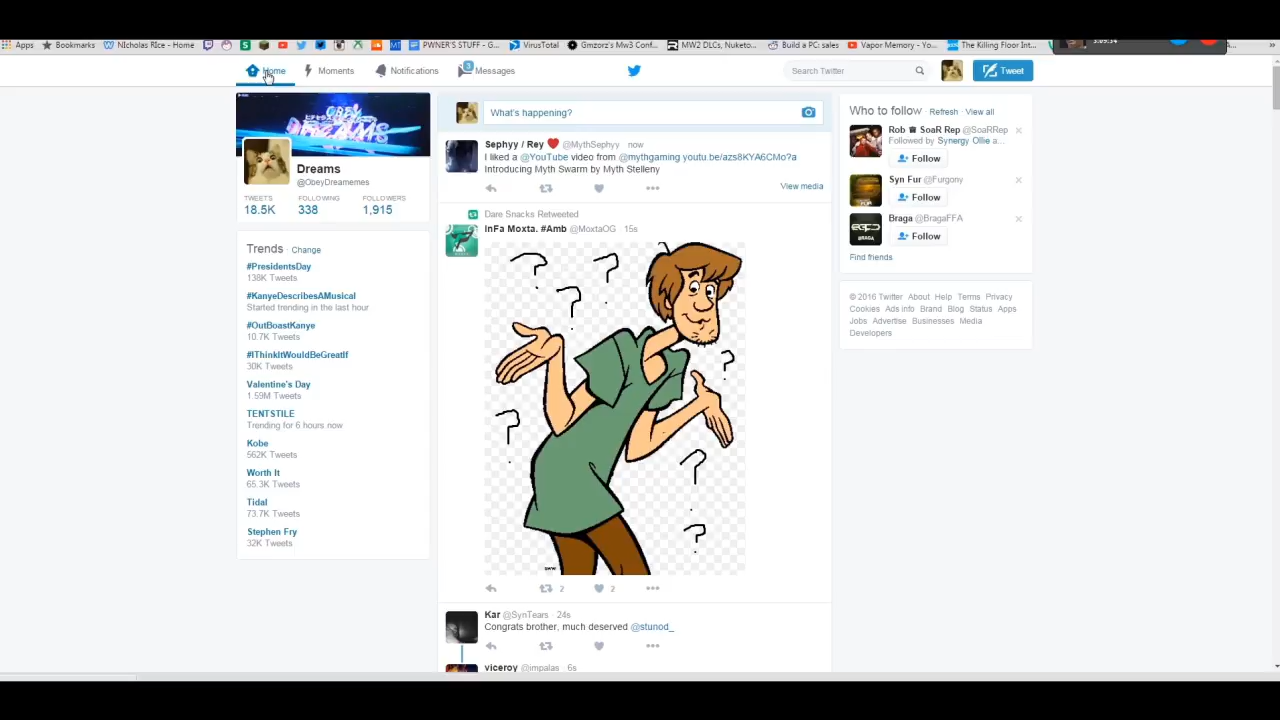 Apps
Bookmarks
NIcholas RIce - Home
PWNER'S STUFF - G...
VirusTotal
Gmzorz's Mw3 Conf...
MW2 DLCs, Nuketo...
Build a PC: sales
Vapor Memory - Yo...
The Killing Floor Int...
Home
Moments
Notifications
3
Messages
Search Twitter
Tweet
Dreams
@ObeyDreamemes
TWEETS FOLLOWING FOLLOWERS
18.5K 338 1,915
Trends · Change
#PresidentsDay
138K Tweets
#KanyeDescribesAMusical
Started trending in the last hour
#OutBoastKanye
10.7K Tweets
#IThinkItWouldBeGreatIf
30K Tweets
Valentine's Day
1.59M Tweets
TENTSTILE
Trending for 6 hours now
Kobe
562K Tweets
Worth It
65.3K Tweets
Tidal
73.7K Tweets
Stephen Fry
32K Tweets
What's happening?
Sephyy / Rey ❤ @MythSephyy · now
I liked a @YouTube video from @mythgaming youtu.be/azs8KYA6CMo?a
Introducing Myth Swarm by Myth Stelleny
View media
Dare Snacks Retweeted
InFa Moxta. #Amb @MoxtaOG · 15s
? ? ? ? ? ? ?
2 2
Kar @SynTears · 24s
Congrats brother, much deserved @stunod_
viceroy @impalas · 6s
Who to follow · Refresh · View all
Rob ♛ SoaR Rep @SoaRRep
Followed by Synergy Ollie a...
Follow
Syn Fur @Furgony
Follow
Braga @BragaFFA
Follow
Find friends
© 2016 Twitter About Help Terms Privacy
Cookies Ads info Brand Blog Status Apps
Jobs Advertise Businesses Media
Developers